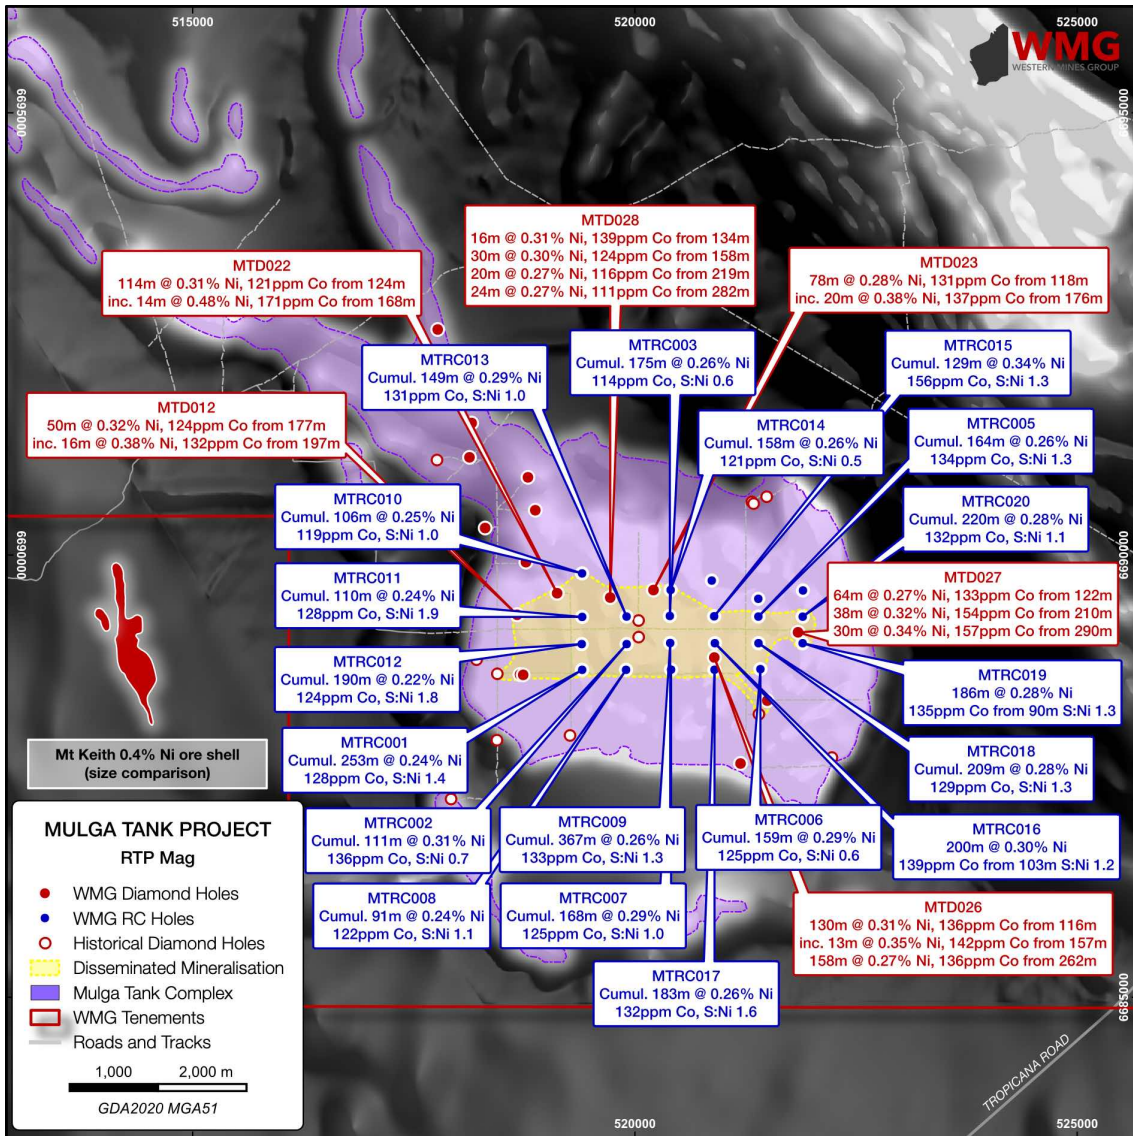 515000
520000
525000
WMG
WESTERN MINES GROUP
6695000
6695000
MTD028
16m @ 0.31% Ni, 139ppm Co from 134m
30m @ 0.30% Ni, 124ppm Co from 158m
20m @ 0.27% Ni, 116ppm Co from 219m
24m @ 0.27% Ni, 111ppm Co from 282m
MTD022
114m @ 0.31% Ni, 121ppm Co from 124m
inc. 14m @ 0.48% Ni, 171ppm Co from 168m
MTD023
78m @ 0.28% Ni, 131ppm Co from 118m
inc. 20m @ 0.38% Ni, 137ppm Co from 176m
MTRC013
Cumul. 149m @ 0.29% Ni
131ppm Co, S:Ni 1.0
MTRC003
Cumul. 175m @ 0.26% Ni
114ppm Co, S:Ni 0.6
MTRC015
Cumul. 129m @ 0.34% Ni
156ppm Co, S:Ni 1.3
MTD012
50m @ 0.32% Ni, 124ppm Co from 177m
inc. 16m @ 0.38% Ni, 132ppm Co from 197m
MTRC014
Cumul. 158m @ 0.26% Ni
121ppm Co, S:Ni 0.5
MTRC005
Cumul. 164m @ 0.26% Ni
134ppm Co, S:Ni 1.3
MTRC010
Cumul. 106m @ 0.25% Ni
119ppm Co, S:Ni 1.0
MTRC020
Cumul. 220m @ 0.28% Ni
132ppm Co, S:Ni 1.1
6690000
6690000
MTRC011
Cumul. 110m @ 0.24% Ni
128ppm Co, S:Ni 1.9
MTD027
64m @ 0.27% Ni, 133ppm Co from 122m
38m @ 0.32% Ni, 154ppm Co from 210m
30m @ 0.34% Ni, 157ppm Co from 290m
MTRC012
Cumul. 190m @ 0.22% Ni
124ppm Co, S:Ni 1.8
MTRC019
186m @ 0.28% Ni
135ppm Co from 90m S:Ni 1.3
Mt Keith 0.4% Ni ore shell
(size comparison)
MTRC001
Cumul. 253m @ 0.24% Ni
128ppm Co, S:Ni 1.4
MTRC018
Cumul. 209m @ 0.28% Ni
129ppm Co, S:Ni 1.3
MTRC002
Cumul. 111m @ 0.31% Ni
136ppm Co, S:Ni 0.7
MTRC009
Cumul. 367m @ 0.26% Ni
133ppm Co, S:Ni 1.3
MTRC006
Cumul. 159m @ 0.29% Ni
125ppm Co, S:Ni 0.6
MTRC016
200m @ 0.30% Ni
139ppm Co from 103m S:Ni 1.2
MTRC008
Cumul. 91m @ 0.24% Ni
122ppm Co, S:Ni 1.1
MTRC007
Cumul. 168m @ 0.29% Ni
125ppm Co, S:Ni 1.0
MTD026
130m @ 0.31% Ni, 136ppm Co from 116m
inc. 13m @ 0.35% Ni, 142ppm Co from 157m
158m @ 0.27% Ni, 136ppm Co from 262m
MTRC017
Cumul. 183m @ 0.26% Ni
132ppm Co, S:Ni 1.6
6685000
MULGA TANK PROJECT
RTP Mag
WMG Diamond Holes
WMG RC Holes
Historical Diamond Holes
Disseminated Mineralisation
Mulga Tank Complex
WMG Tenements
Roads and Tracks
1,000 2,000 m
GDA2020 MGA51
TROPICANA ROAD
520000
525000